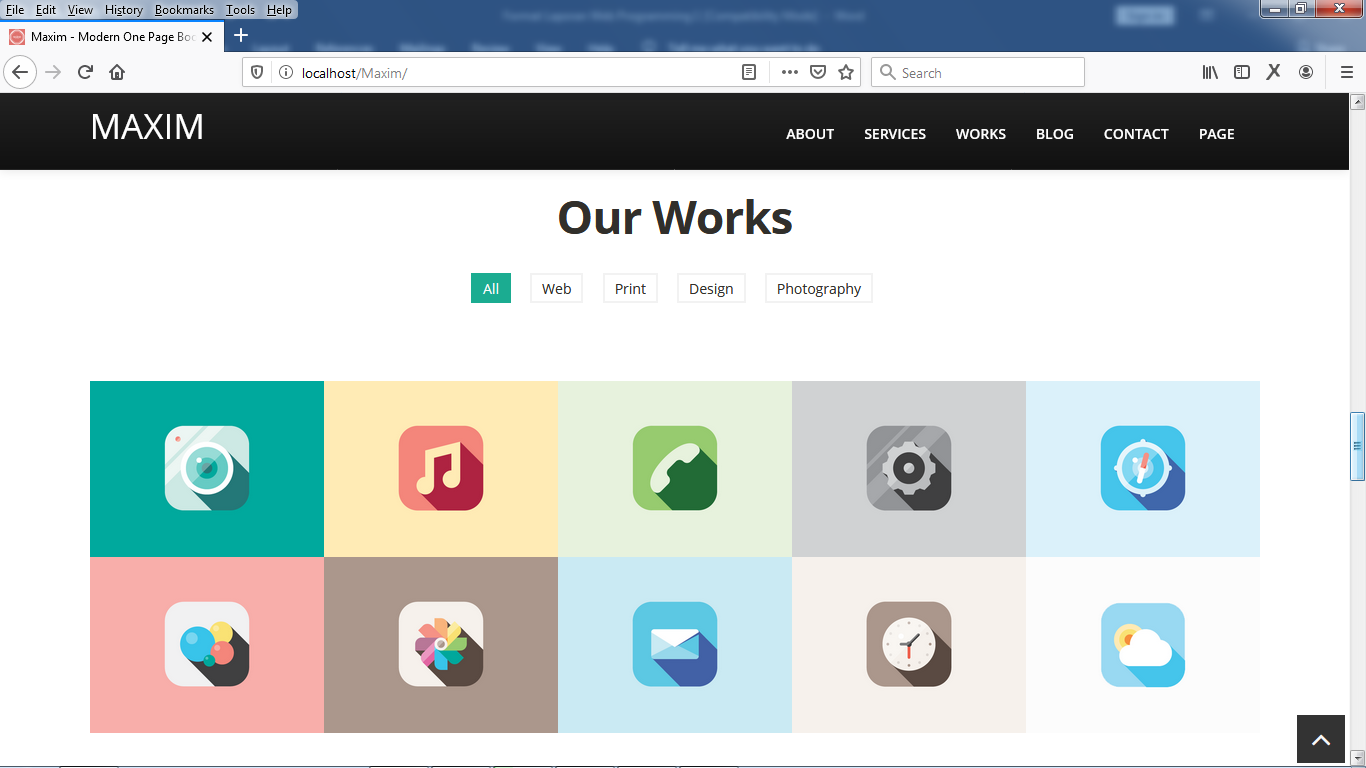 File Edit View History Bookmarks Tools Help
Maxim - Modern One Page Boo
localhost/Maxim/
Search
MAXIM
ABOUT SERVICES WORKS BLOG CONTACT PAGE
Our Works
All Web Print Design Photography